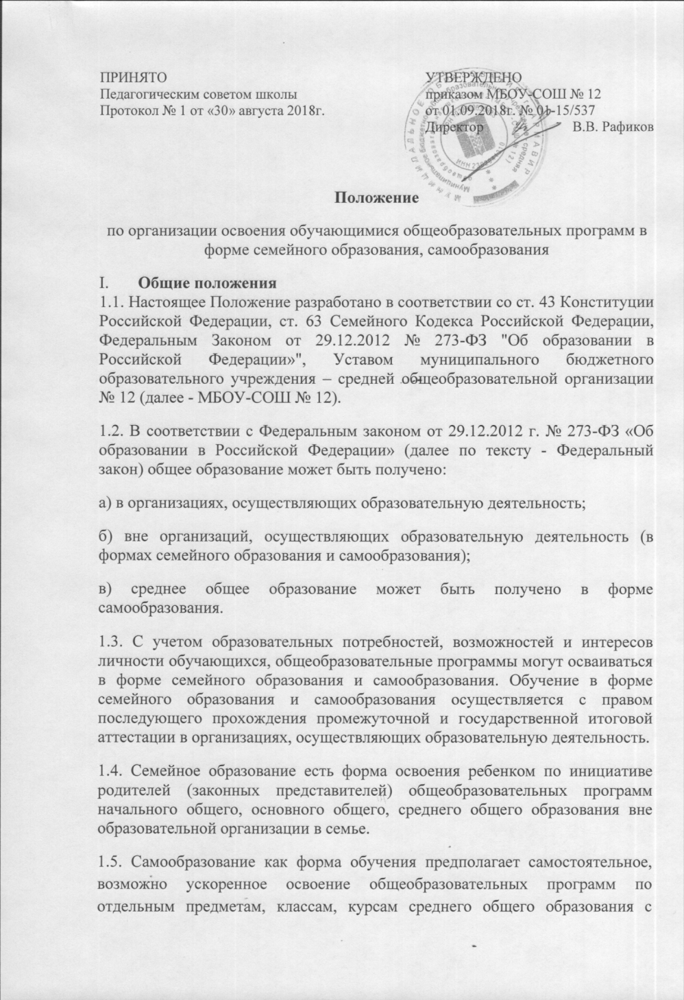 ПРИНЯТО
Педагогическим советом школы
Протокол № 1 от «30» августа 2018г.
УТВЕРЖДЕНО
приказом МБОУ-СОШ № 12
от 01.09.2018г. № 01-15/537
Директор В.В. Рафиков
Положение
по организации освоения обучающимися общеобразовательных программ в
форме семейного образования, самообразования
I. Общие положения
1.1. Настоящее Положение разработано в соответствии со ст. 43 Конституции
Российской Федерации, ст. 63 Семейного Кодекса Российской Федерации,
Федеральным Законом от 29.12.2012 № 273-ФЗ "Об образовании в
Российской Федерации»", Уставом муниципального бюджетного
образовательного учреждения – средней общеобразовательной организации
№ 12 (далее - МБОУ-СОШ № 12).
1.2. В соответствии с Федеральным законом от 29.12.2012 г. № 273-ФЗ «Об
образовании в Российской Федерации» (далее по тексту - Федеральный
закон) общее образование может быть получено:
а) в организациях, осуществляющих образовательную деятельность;
б) вне организаций, осуществляющих образовательную деятельность (в
формах семейного образования и самообразования);
в) среднее общее образование может быть получено в форме
самообразования.
1.3. С учетом образовательных потребностей, возможностей и интересов
личности обучающихся, общеобразовательные программы могут осваиваться
в форме семейного образования и самообразования. Обучение в форме
семейного образования и самообразования осуществляется с правом
последующего прохождения промежуточной и государственной итоговой
аттестации в организациях, осуществляющих образовательную деятельность.
1.4. Семейное образование есть форма освоения ребенком по инициативе
родителей (законных представителей) общеобразовательных программ
начального общего, основного общего, среднего общего образования вне
образовательной организации в семье.
1.5. Самообразование как форма обучения предполагает самостоятельное,
возможно ускоренное освоение общеобразовательных программ по
отдельным предметам, классам, курсам среднего общего образования с